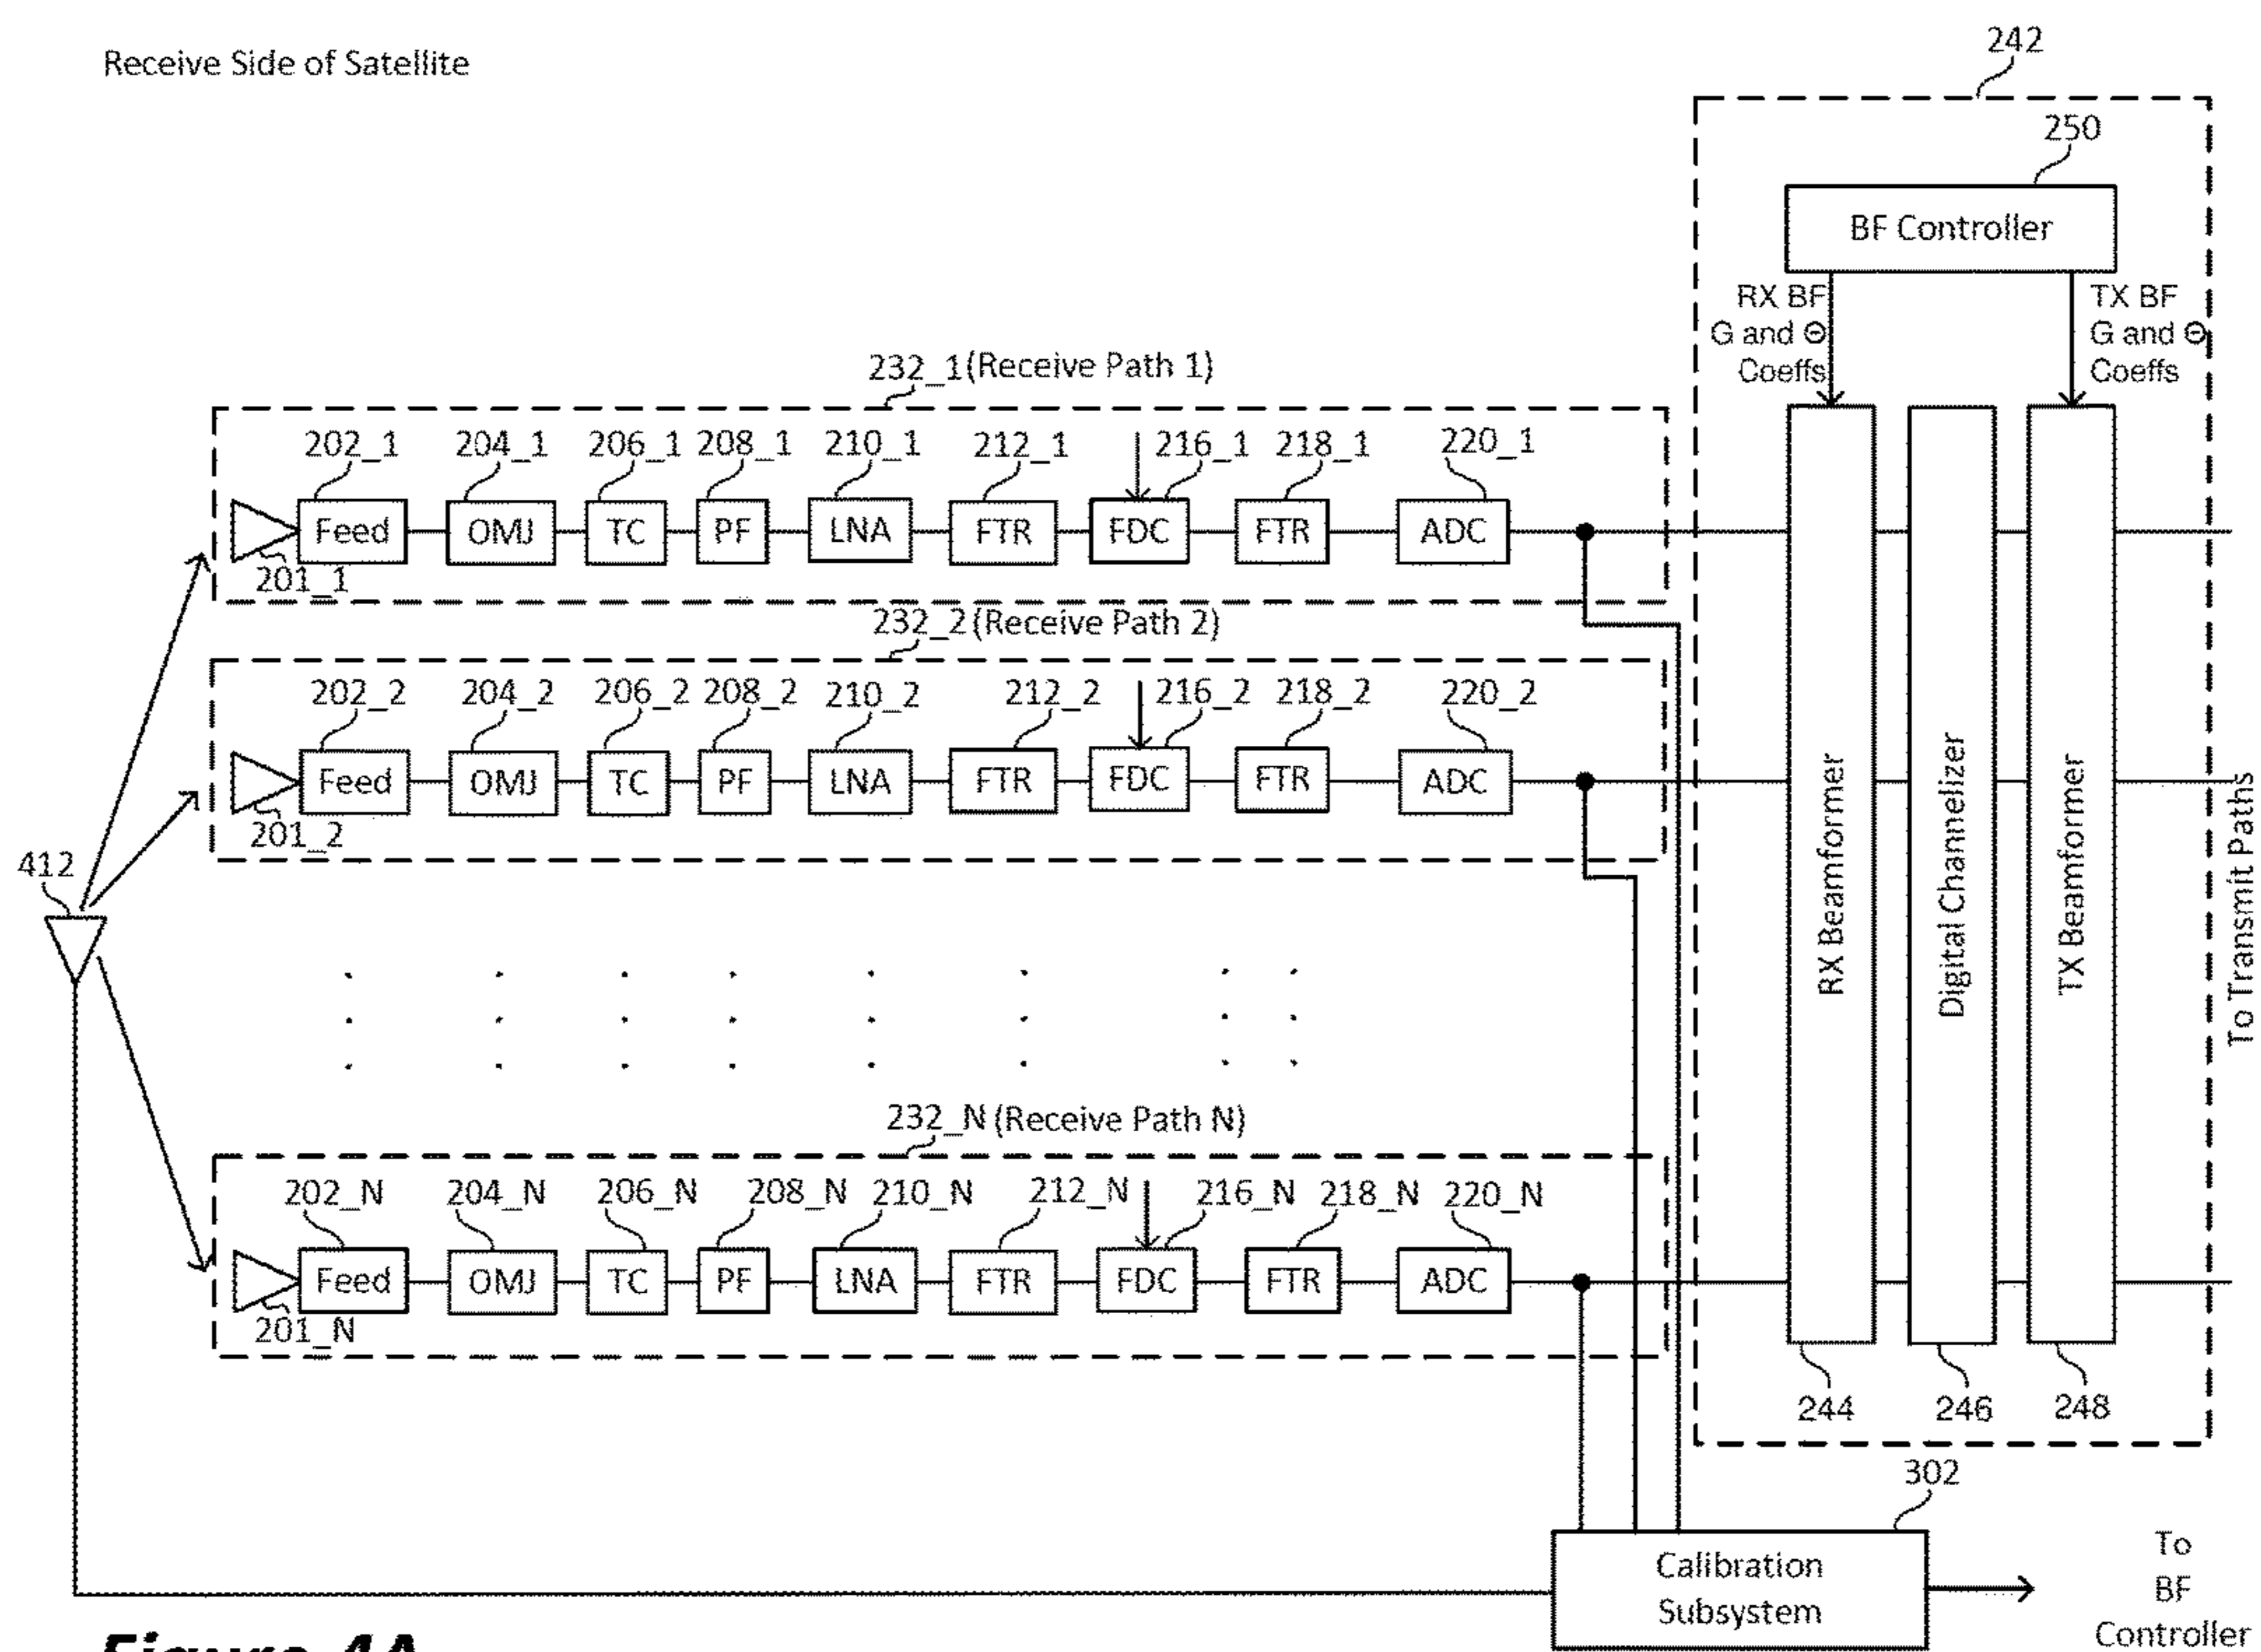 Receive Side of Satellite
242
250
BF Controller
RX BF
G and Θ
Coeffs
TX BF
G and Θ
Coeffs
232_1 (Receive Path 1)
202_1 204_1 206_1 208_1 210_1 212_1 216_1 218_1 220_1
Feed OMJ TC PF LNA FTR FDC FTR ADC
201_1
232_2 (Receive Path 2)
202_2 204_2 206_2 208_2 210_2 212_2 216_2 218_2 220_2
Feed OMJ TC PF LNA FTR FDC FTR ADC
201_2
412
RX Beamformer
Digital Channelizer
TX Beamformer
To Transmit Paths
232_N (Receive Path N)
202_N 204_N 206_N 208_N 210_N 212_N 216_N 218_N 220_N
Feed OMJ TC PF LNA FTR FDC FTR ADC
201_N
244 246 248
302
Calibration
Subsystem
To
BF
Controller
Figure 4A